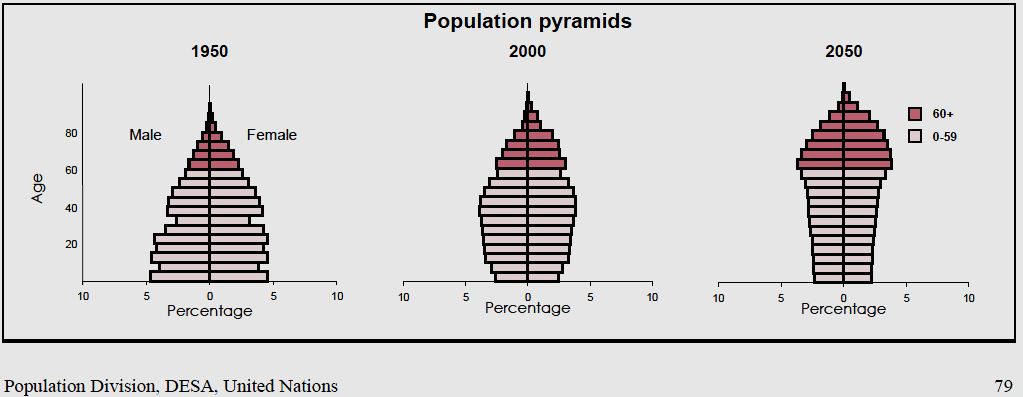 Population pyramids
1950 2000 2050
Male Female
60+
0-59
Age
80
60
40
20
10 5 0 5 10
Percentage
10 5 0 5 10
Percentage
10 5 0 5 10
Percentage
Population Division, DESA, United Nations 79